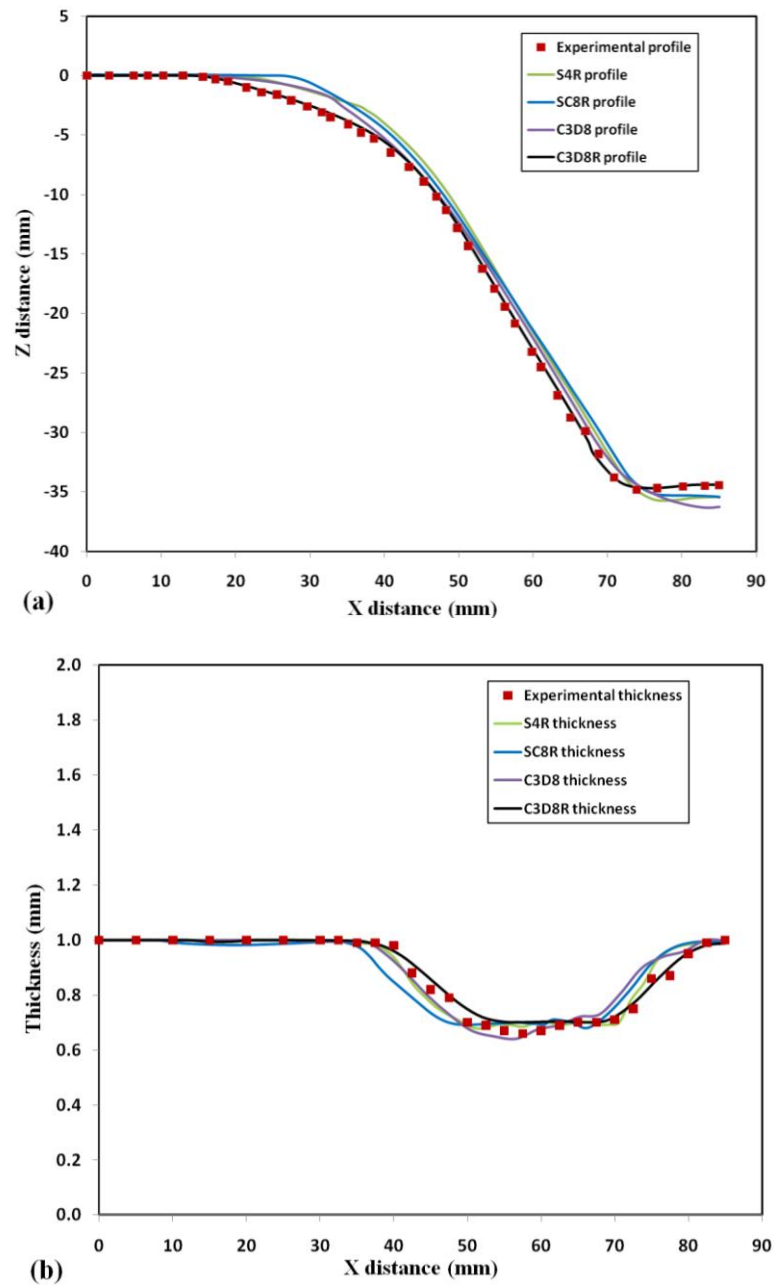 5
0
-5
-10
-15
-20
-25
-30
-35
-40
Z distance (mm)
Experimental profile
S4R profile
SC8R profile
C3D8 profile
C3D8R profile
0 10 20 30 40 50 60 70 80 90
X distance (mm)
(a)
2.0
1.8
1.6
1.4
1.2
1.0
0.8
0.6
0.4
0.2
0.0
Thickness (mm)
Experimental thickness
S4R thickness
SC8R thickness
C3D8 thickness
C3D8R thickness
0 10 20 30 40 50 60 70 80 90
X distance (mm)
(b)